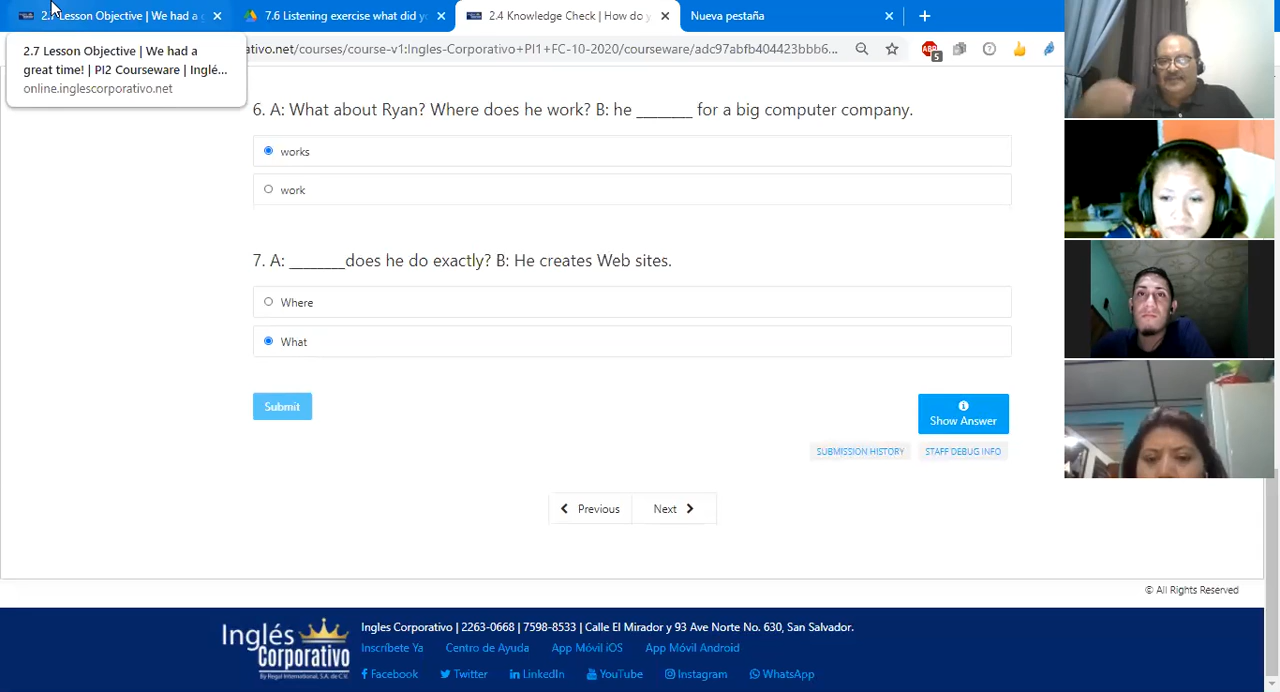 2.7 Lesson Objective | We had a g
7.6 Listening exercise what did yo
2.4 Knowledge Check | How do y
Nueva pestaña
2.7 Lesson Objective | We had a
great time! | PI2 Courseware | Inglé...
online.inglescorporativo.net
ativo.net/courses/course-v1:Ingles-Corporativo+PI1+FC-10-2020/courseware/adc97abfb404423bbb6...
ABP
5
6. A: What about Ryan? Where does he work? B: he ________ for a big computer company.
works
work
7. A: ________does he do exactly? B: He creates Web sites.
Where
What
Submit
Show Answer
SUBMISSION HISTORY
STAFF DEBUG INFO
Previous
Next
© All Rights Reserved
Inglés
Corporativo
Ingles Corporativo | 2263-0668 | 7598-8533 | Calle El Mirador y 93 Ave Norte No. 630, San Salvador.
Inscríbete Ya Centro de Ayuda App Móvil iOS App Móvil Android
Facebook Twitter LinkedIn YouTube Instagram WhatsApp